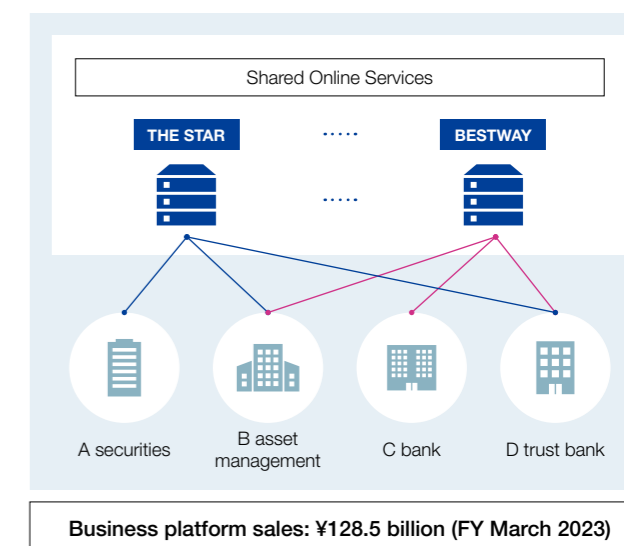 Shared Online Services
THE STAR ..... BESTWAY
.....
A securities
B asset
management
C bank
D trust bank
Business platform sales: ¥128.5 billion (FY March 2023)